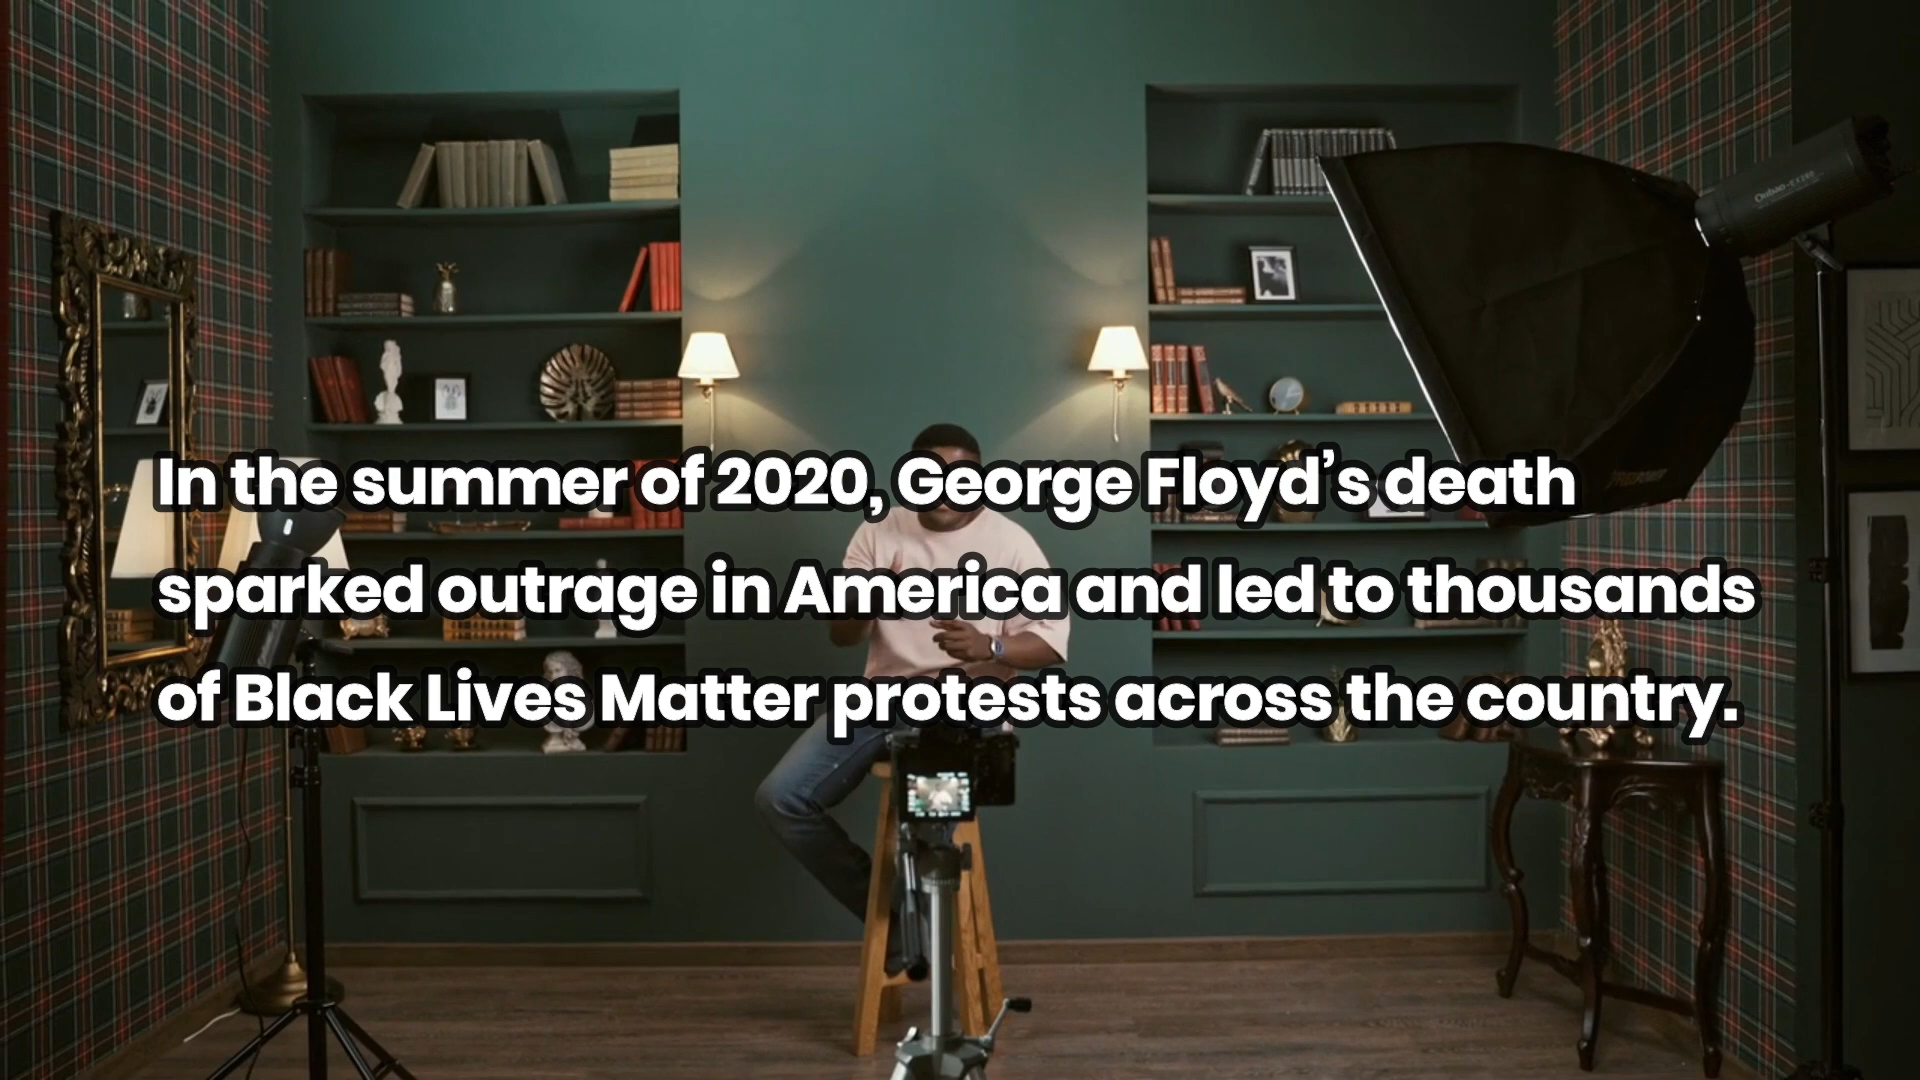 In the summer of 2020, George Floyd’s death
sparked outrage in America and led to thousands
of Black Lives Matter protests across the country.